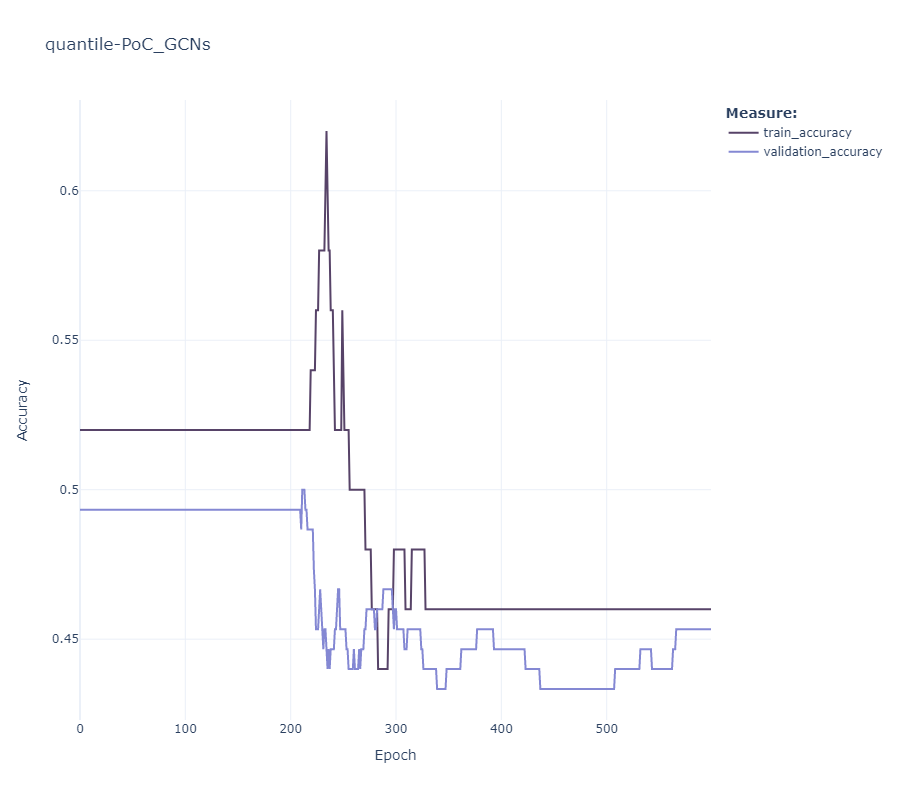 quantile-PoC_GCNs
Measure:
train_accuracy
validation_accuracy
0.6
0.55
0.5
0.45
Accuracy
0 100 200 300 400 500
Epoch